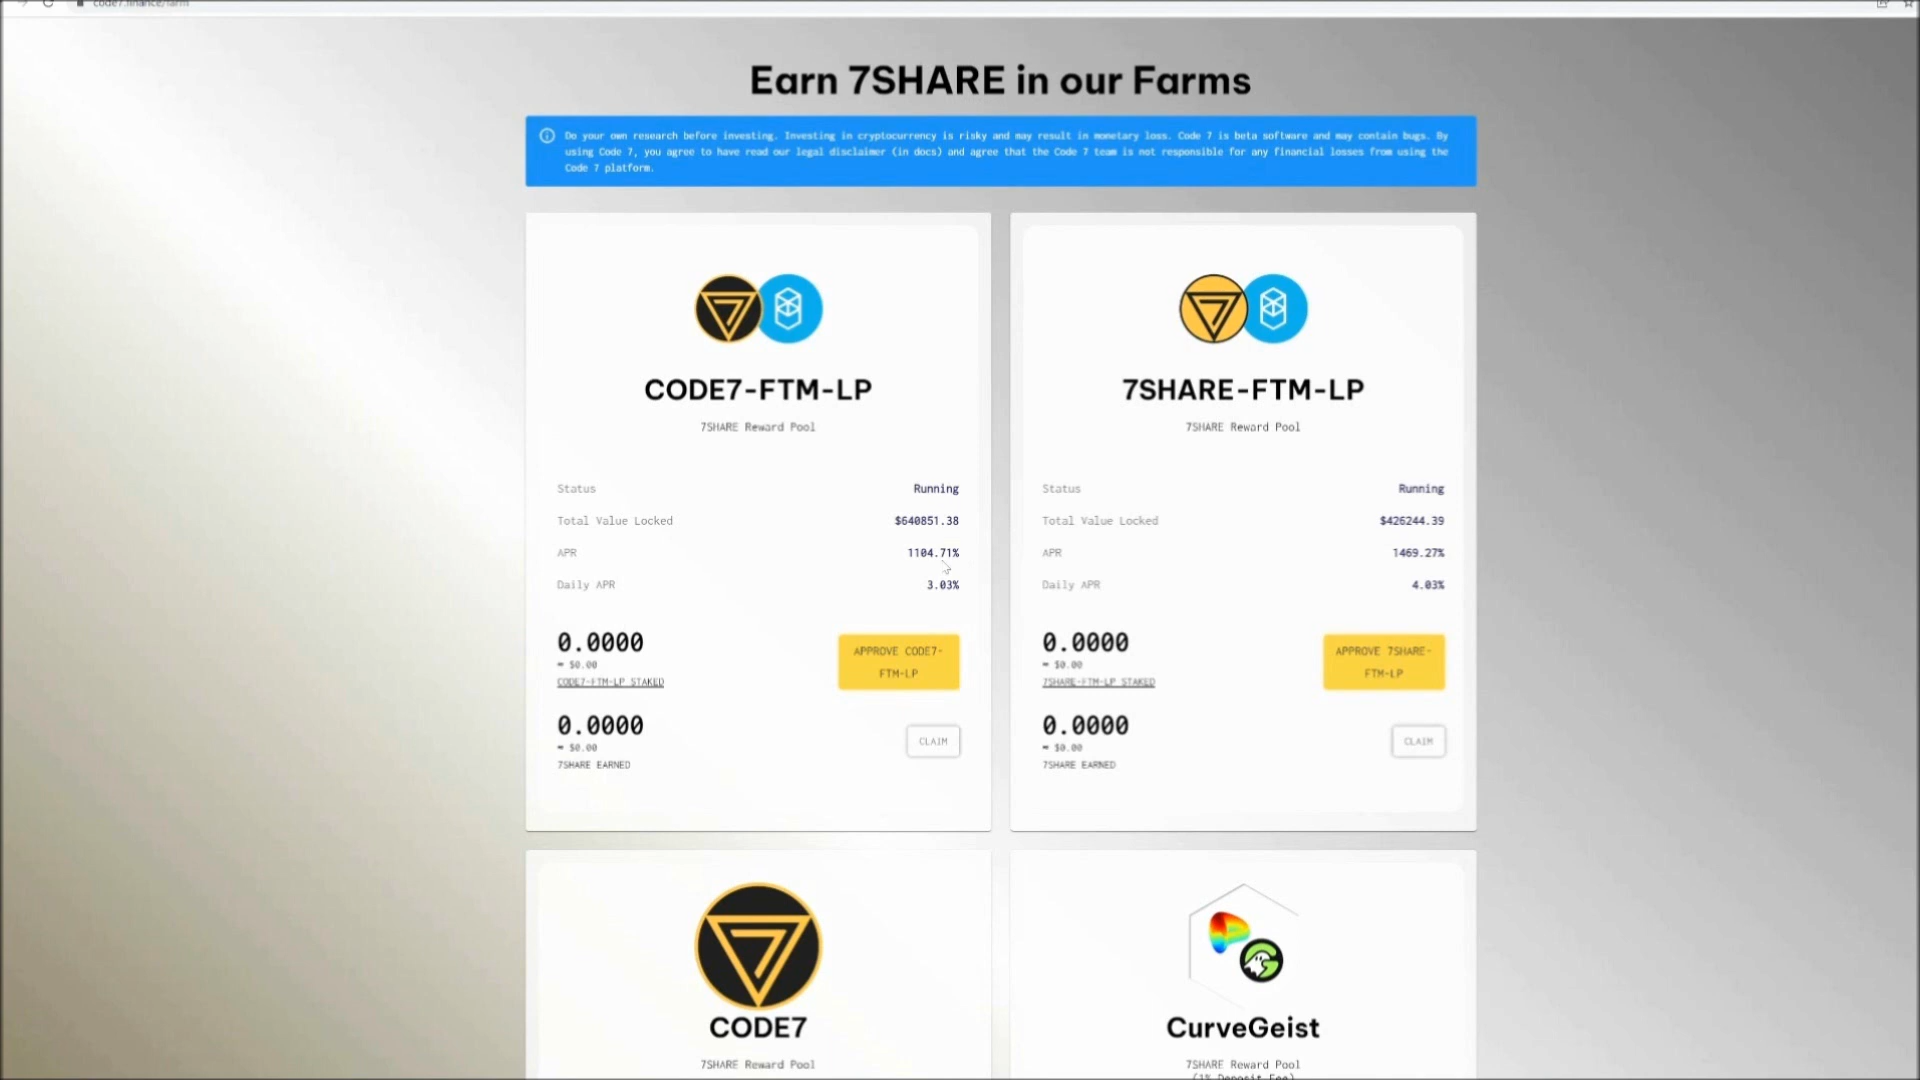 code7.finance/farm
Earn 7SHARE in our Farms
Do your own research before investing. Investing in cryptocurrency is risky and may result in monetary loss. Code 7 is beta software and may contain bugs. By
using Code 7, you agree to have read our legal disclaimer (in docs) and agree that the Code 7 team is not responsible for any financial losses from using the
Code 7 platform.
CODE7-FTM-LP
7SHARE Reward Pool
Status Running
Total Value Locked $640851.38
APR 1104.71%
Daily APR 3.03%
0.0000
≈ $0.00
CODE7-FTM-LP STAKED
APPROVE CODE7-
FTM-LP
0.0000
≈ $0.00
7SHARE EARNED
CLAIM
7SHARE-FTM-LP
7SHARE Reward Pool
Status Running
Total Value Locked $426244.39
APR 1469.27%
Daily APR 4.03%
0.0000
≈ $0.00
7SHARE-FTM-LP STAKED
APPROVE 7SHARE-
FTM-LP
0.0000
≈ $0.00
7SHARE EARNED
CLAIM
CODE7
7SHARE Reward Pool
CurveGeist
7SHARE Reward Pool
(1% Deposit Fee)